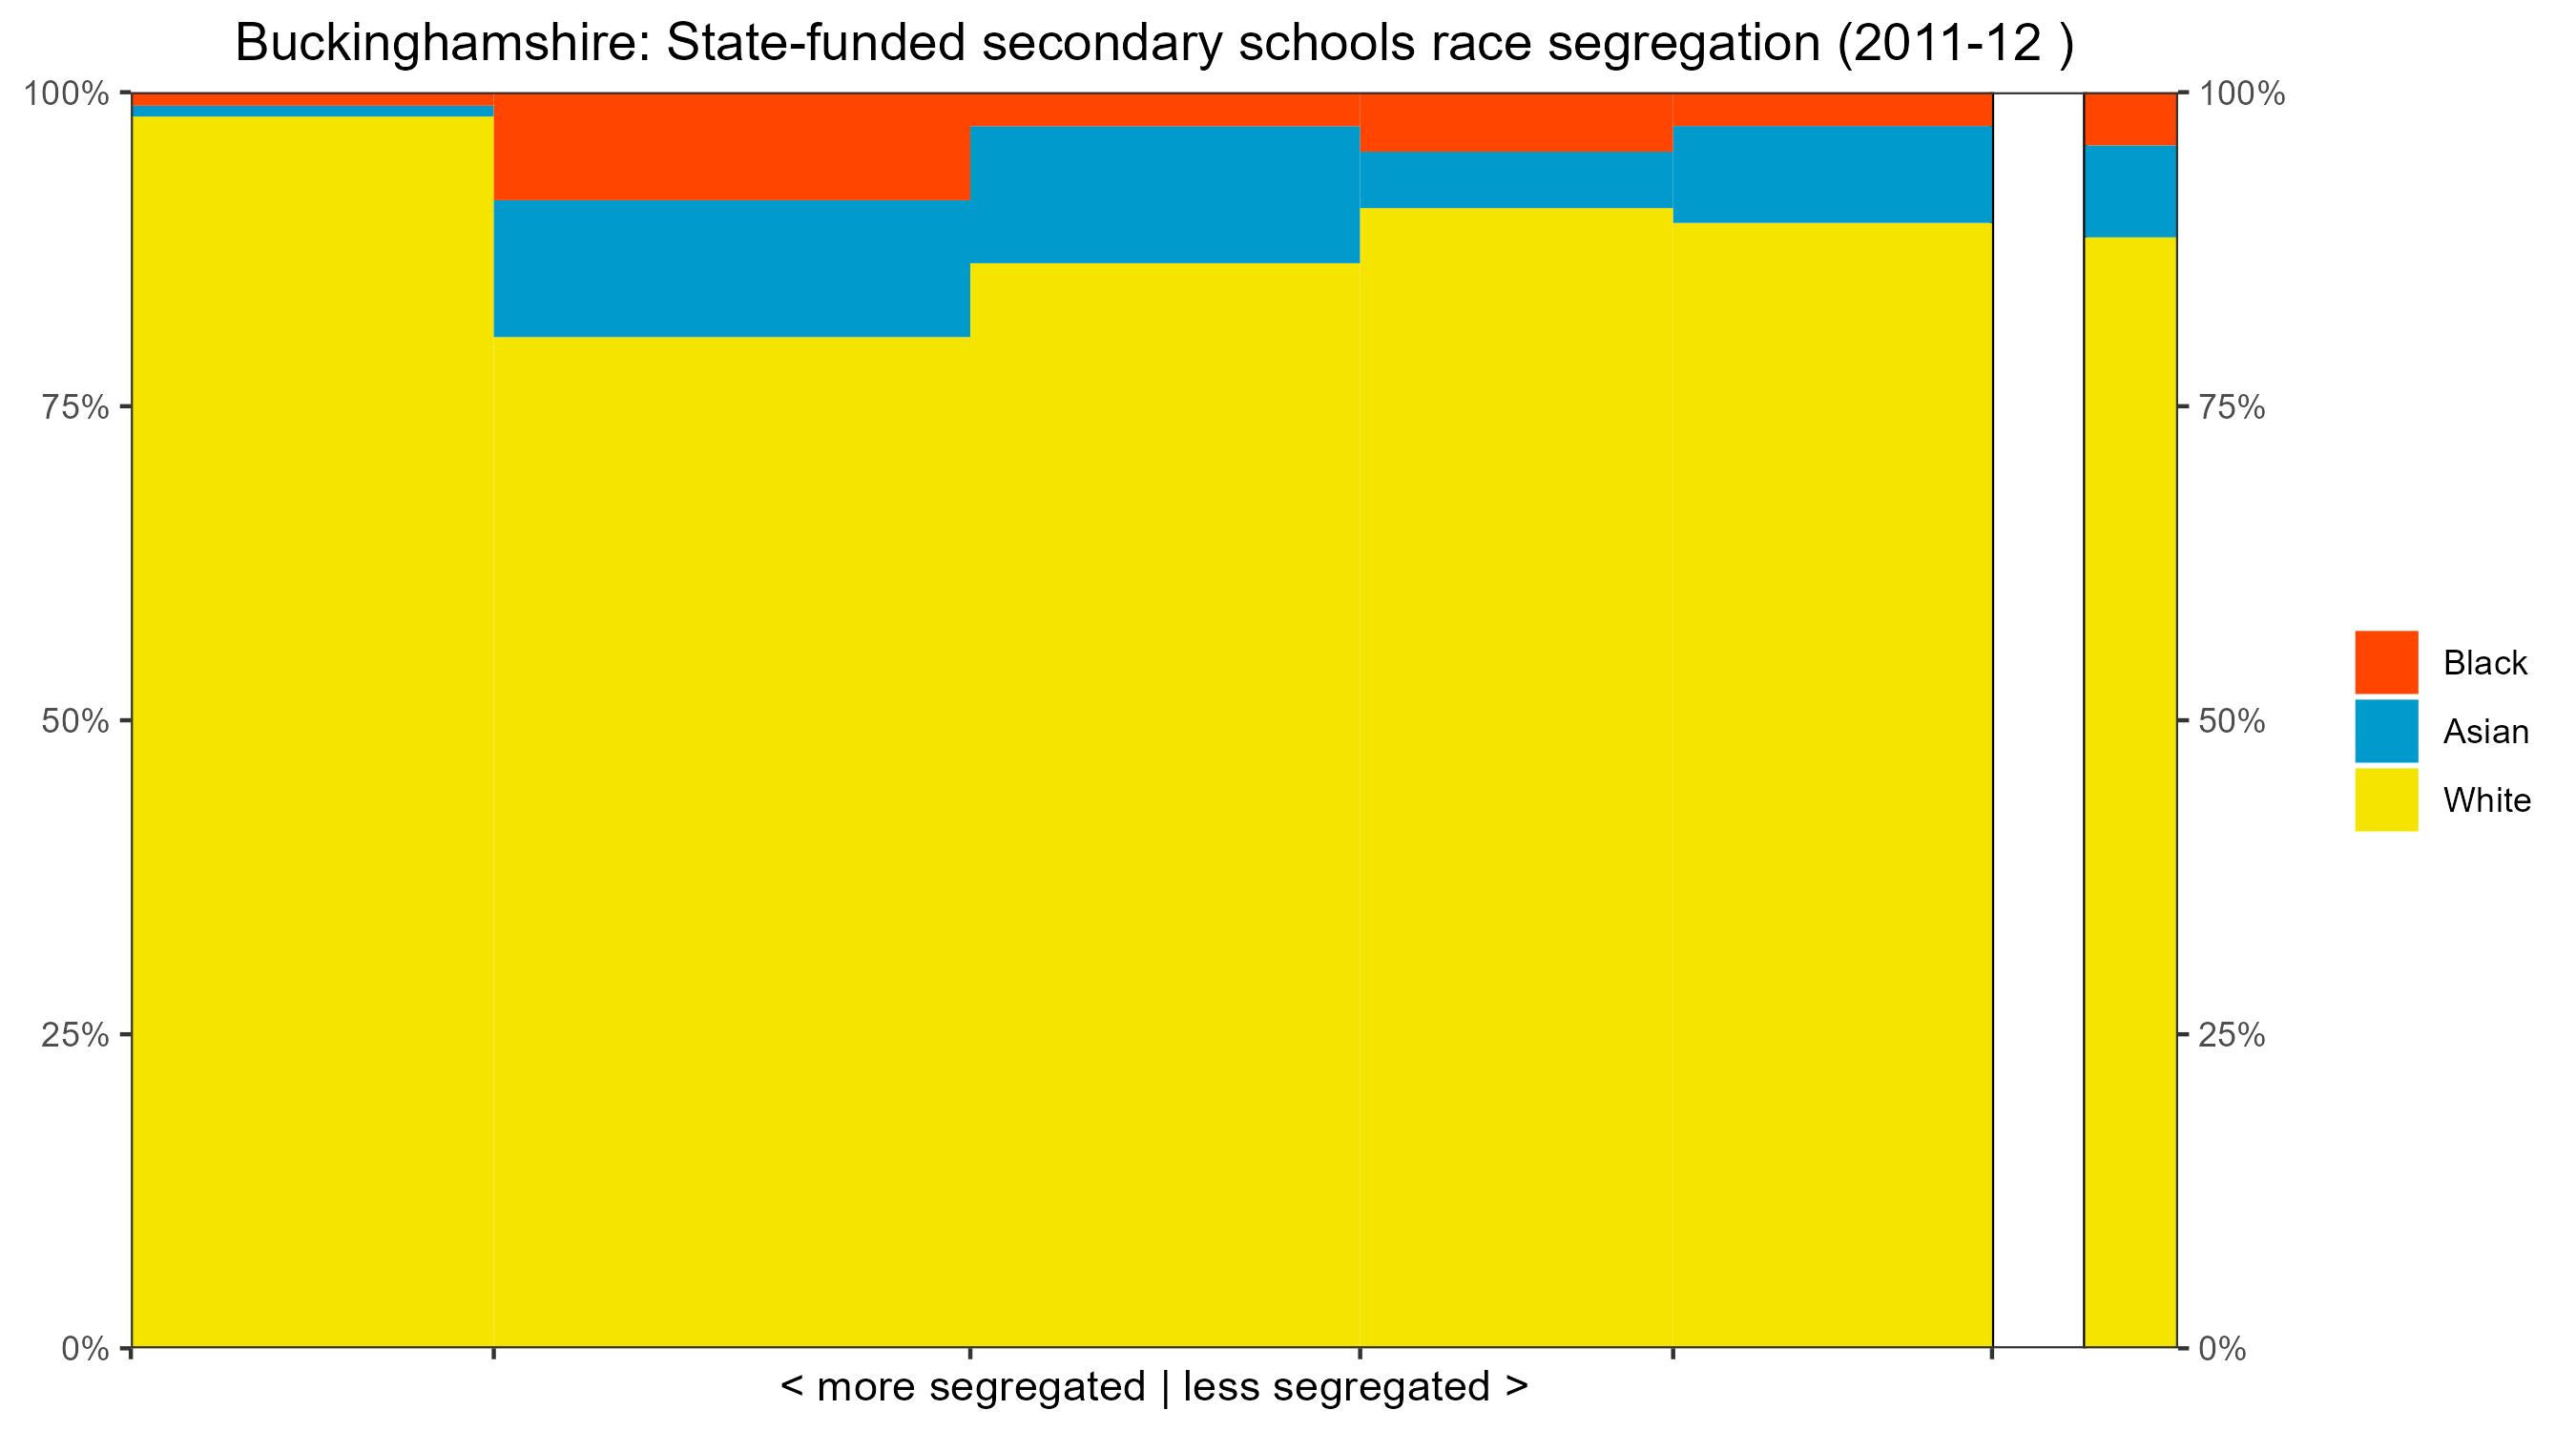 Buckinghamshire: State-funded secondary schools race segregation (2011-12 )
100%
100%
75%
75%
50%
50%
25%
25%
0%
0%
Black
Asian
White
< more segregated | less segregated >